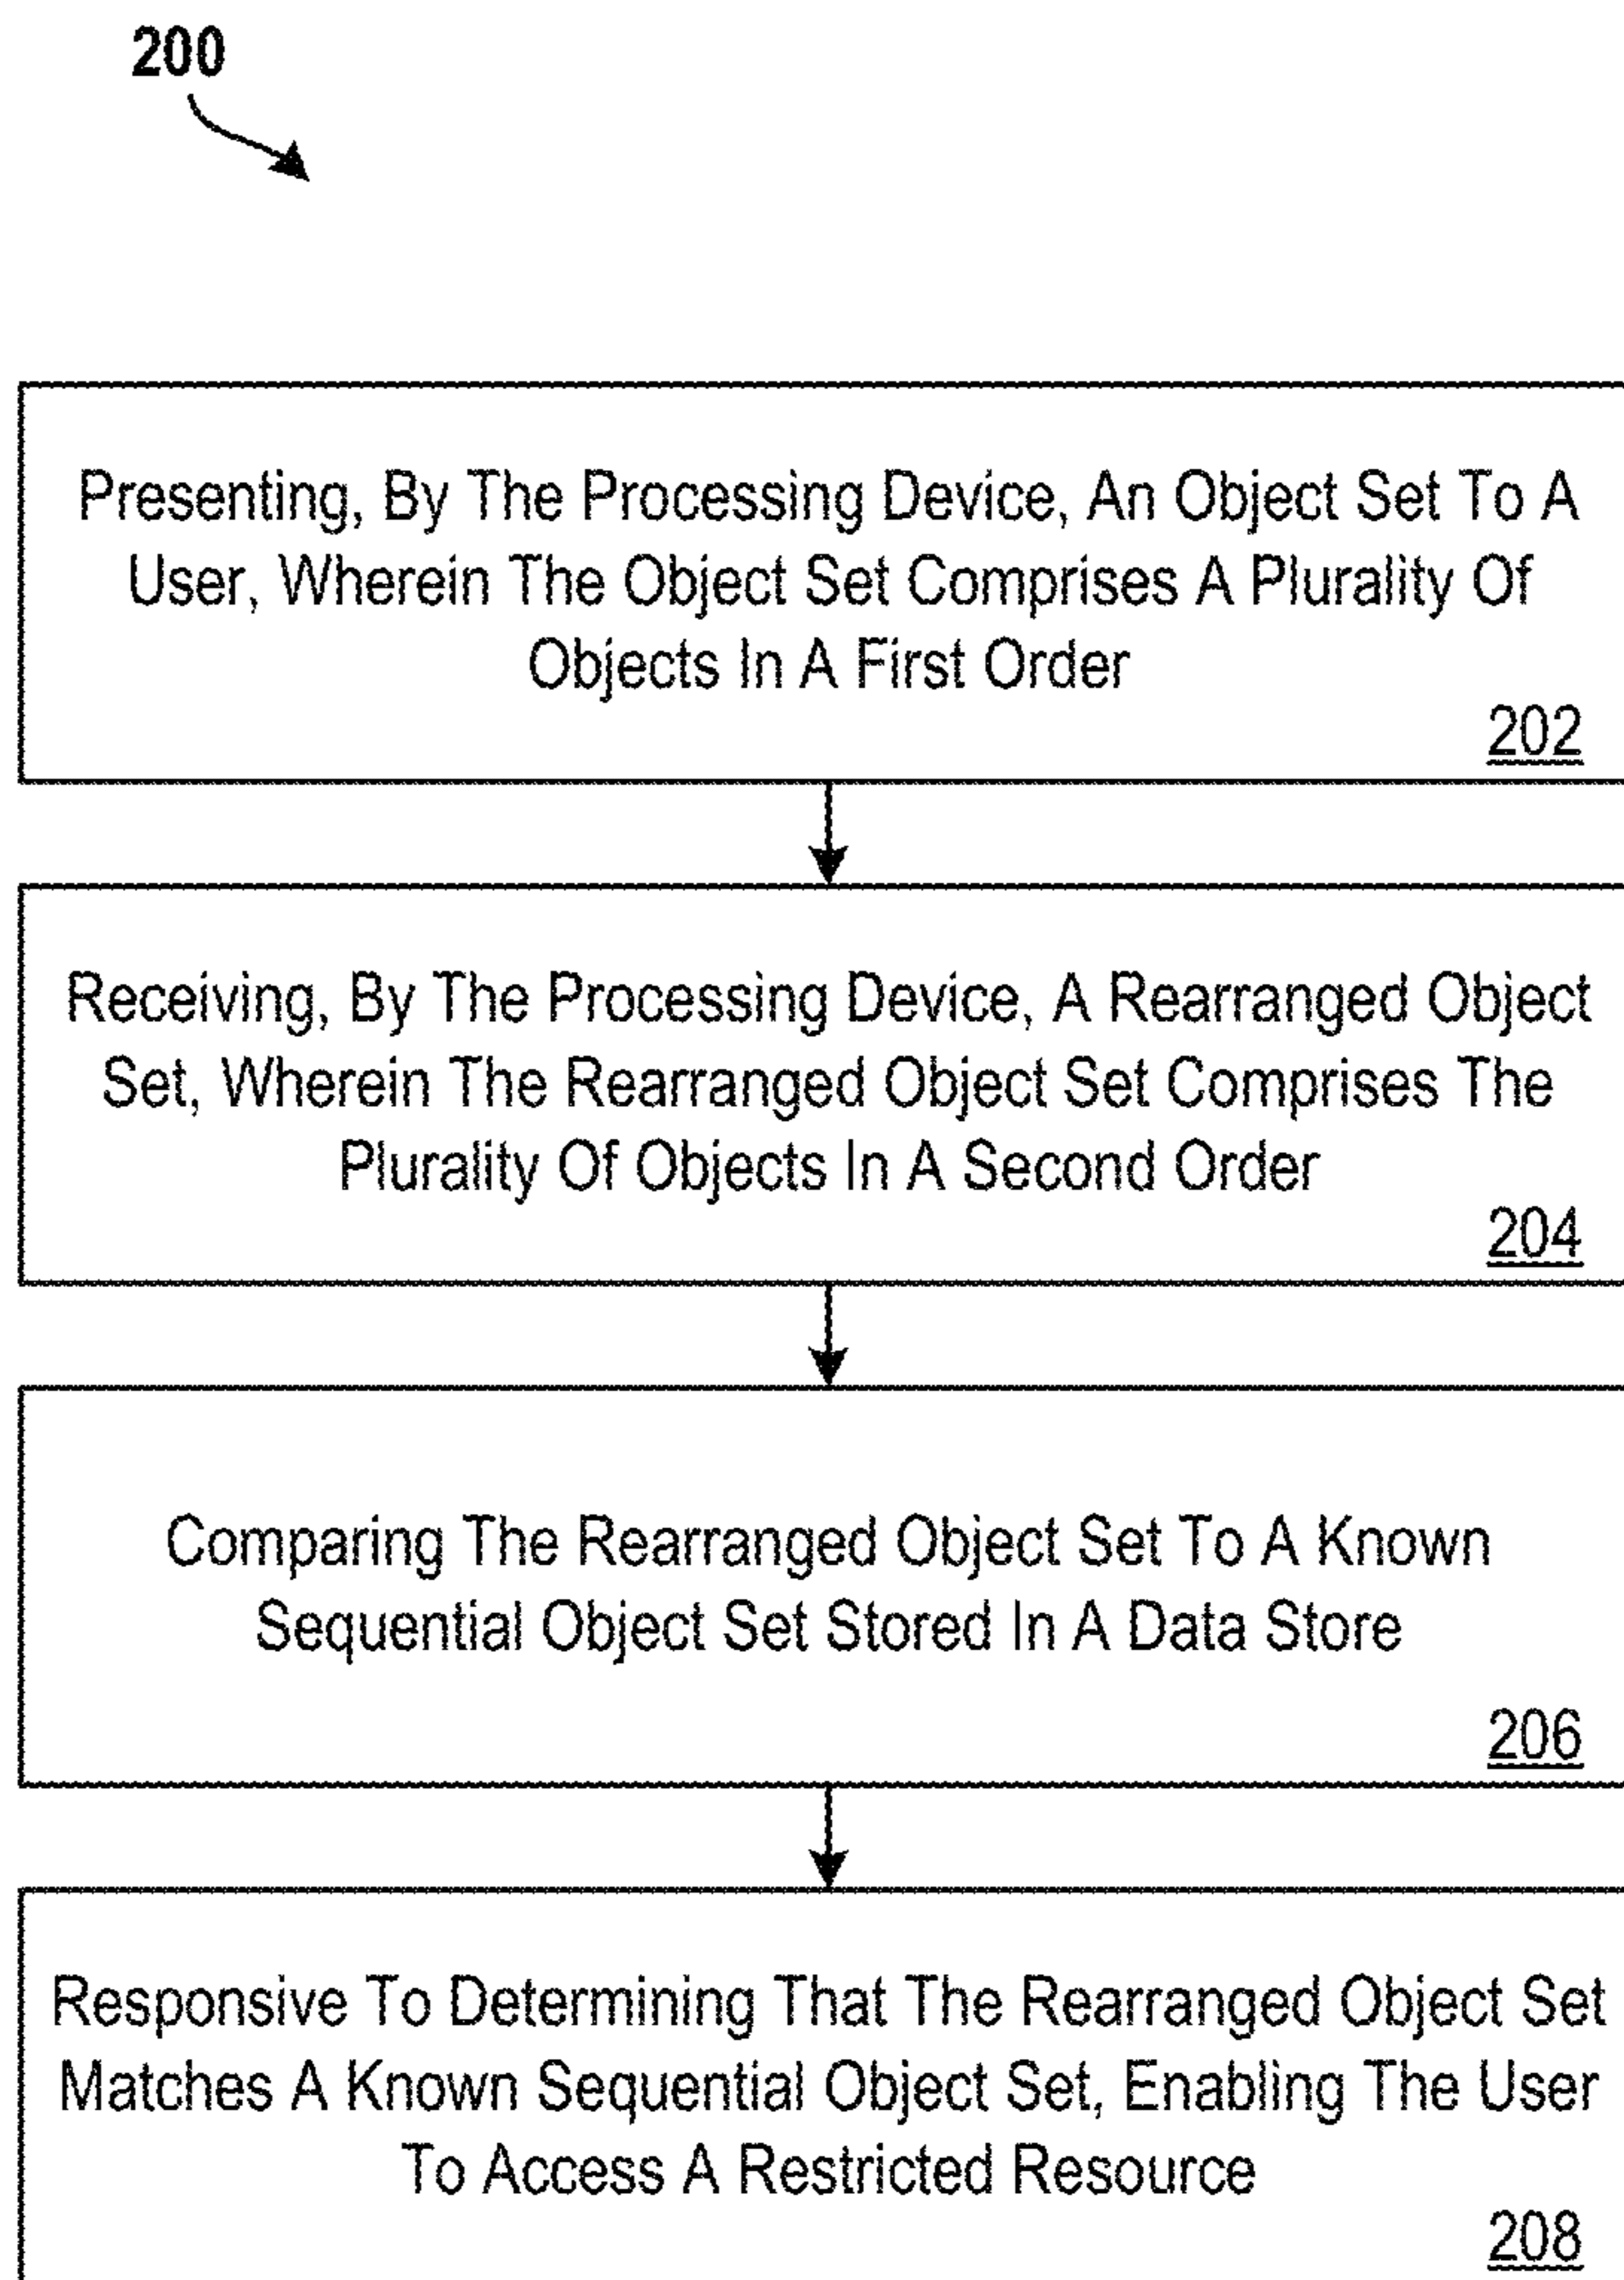 200
Presenting, By The Processing Device, An Object Set To A
User, Wherein The Object Set Comprises A Plurality Of
Objects In A First Order
202
Receiving, By The Processing Device, A Rearranged Object
Set, Wherein The Rearranged Object Set Comprises The
Plurality Of Objects In A Second Order
204
Comparing The Rearranged Object Set To A Known
Sequential Object Set Stored In A Data Store
206
Responsive To Determining That The Rearranged Object Set
Matches A Known Sequential Object Set, Enabling The User
To Access A Restricted Resource
208